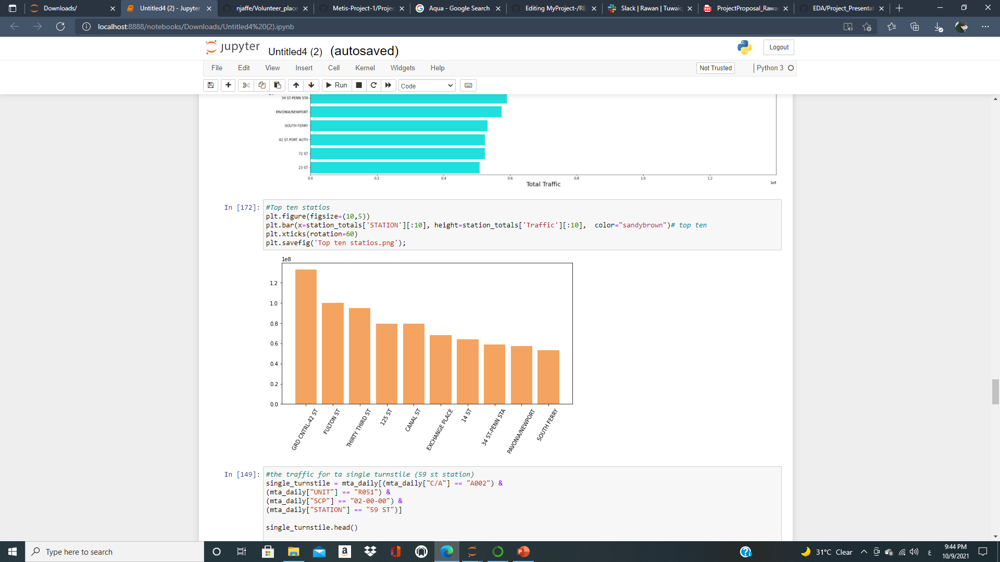 Downloads/
Untitled4 (2) - Jupyter
njaffe/Volunteer_place
Metis-Project-1/Projec
Aqua - Google Search
Editing MyProject-/RE
Slack | Rawan | Tuwaiq
ProjectProposal_Rawa
EDA/Project_Presentat
localhost:8888/notebooks/Downloads/Untitled4%20(2).ipynb
jupyter Untitled4 (2) (autosaved)
Logout
File Edit View Insert Cell Kernel Widgets Help
Not Trusted
Python 3
Run
Code
34 ST-PENN STA
PAVONIA/NEWPORT
SOUTH FERRY
42 ST-PORT AUTH
72 ST
23 ST
0.0 0.2 0.4 0.6 0.8 1.0 1.2
1e8
Total Traffic
In [172]:
#Top ten statios
plt.figure(figsize=(10,5))
plt.bar(x=station_totals['STATION'][:10], height=station_totals['Traffic'][:10],  color="sandybrown")# top ten
plt.xticks(rotation=60)
plt.savefig('Top ten statios.png');
1e8
1.2
1.0
0.8
0.6
0.4
0.2
0.0
GRD CNTRL-42 ST
FULTON ST
THIRTY THIRD ST
125 ST
CANAL ST
EXCHANGE PLACE
14 ST
34 ST-PENN STA
PAVONIA/NEWPORT
SOUTH FERRY
In [149]:
#the traffic for ta single turnstile (59 st station)
single_turnstile = mta_daily[(mta_daily["C/A"] == "A002") &
(mta_daily["UNIT"] == "R051") &
(mta_daily["SCP"] == "02-00-00") &
(mta_daily["STATION"] == "59 ST")]
single_turnstile.head()
Type here to search
31°C Clear
ع
9:44 PM
10/9/2021